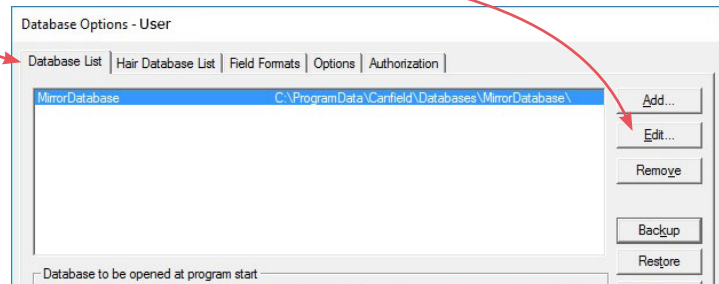 Database Options - User
Database List Hair Database List Field Formats Options Authorization
MirrorDatabase C:\ProgramData\Canfield\Databases\MirrorDatabase\
Add...
Edit...
Remove
Backup
Restore
Database to be opened at program start